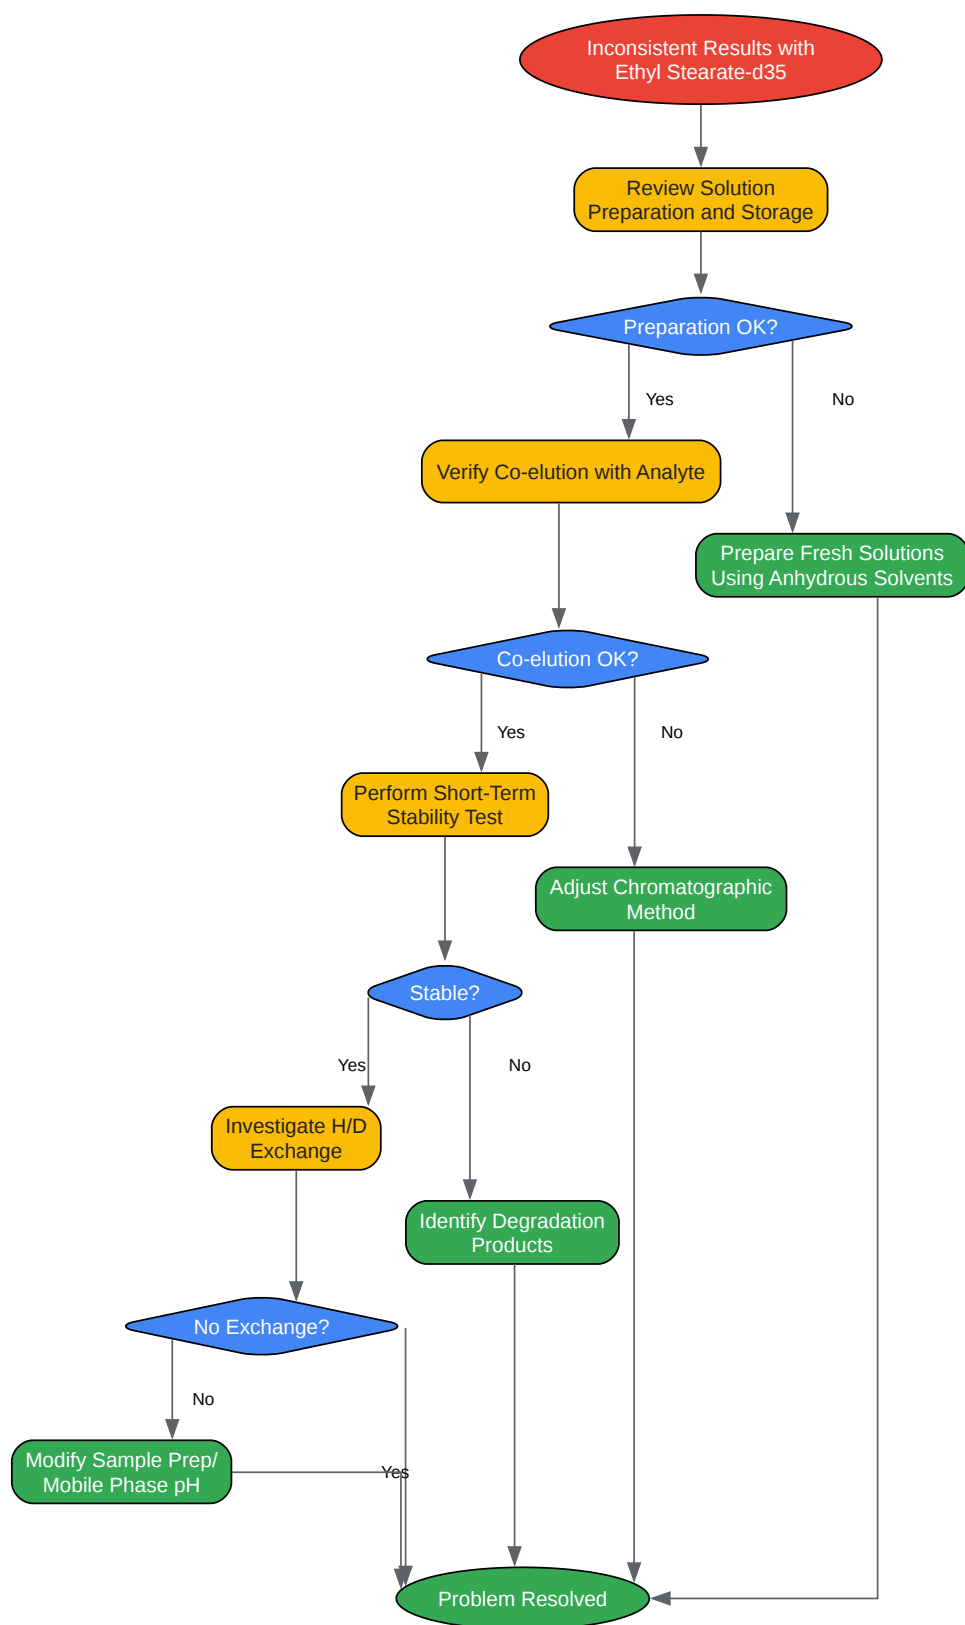 Inconsistent Results with
Ethyl Stearate-d35
Review Solution
Preparation and Storage
Preparation OK?
Yes
No
Verify Co-elution with Analyte
Prepare Fresh Solutions
Using Anhydrous Solvents
Co-elution OK?
Yes
No
Perform Short-Term
Stability Test
Adjust Chromatographic
Method
Stable?
Yes
No
Investigate H/D
Exchange
Identify Degradation
Products
No Exchange?
No
Modify Sample Prep/
Mobile Phase pH
Yes
Problem Resolved